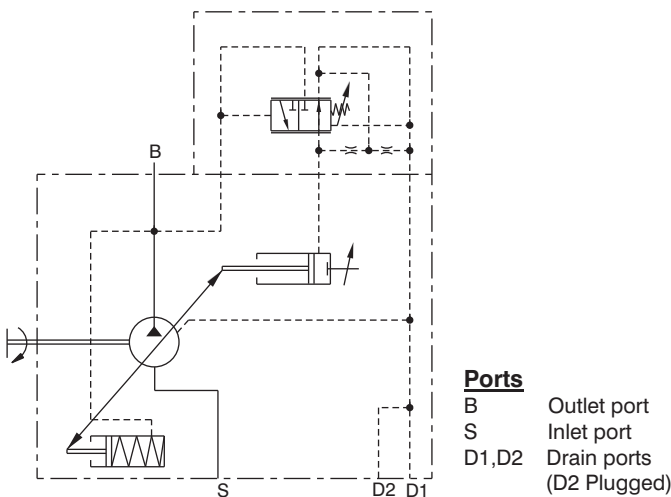 B
S
D2 D1
Ports
B Outlet port
S Inlet port
D1,D2 Drain ports
(D2 Plugged)